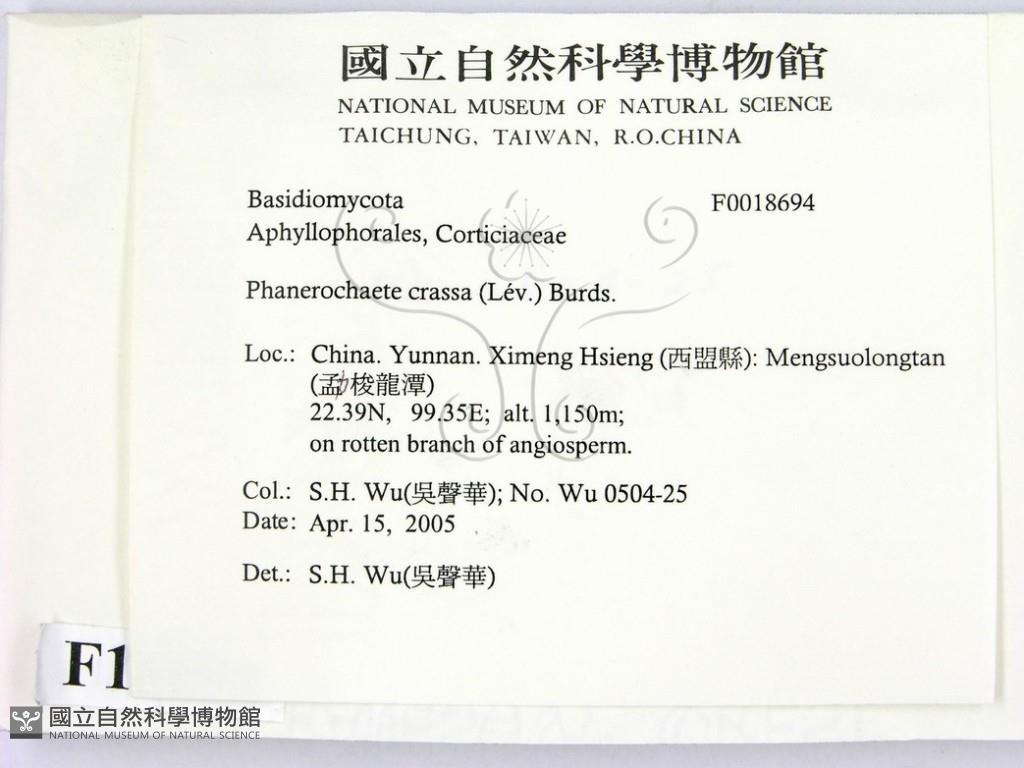 國立自然科學博物館
NATIONAL MUSEUM OF NATURAL SCIENCE
TAICHUNG, TAIWAN, R.O.CHINA
Basidiomycota F0018694
Aphyllophorales, Corticiaceae
Phanerochaete crassa (Lév.) Burds.
Loc.: China. Yunnan. Ximeng Hsieng (西盟縣): Mengsuolongtan
(孟梭龍潭)
22.39N, 99.35E; alt. 1,150m;
on rotten branch of angiosperm.
Col.: S.H. Wu(吳聲華); No. Wu 0504-25
Date: Apr. 15, 2005
Det.: S.H. Wu(吳聲華)
F1
國立自然科學博物館
NATIONAL MUSEUM OF NATURAL SCIENCE